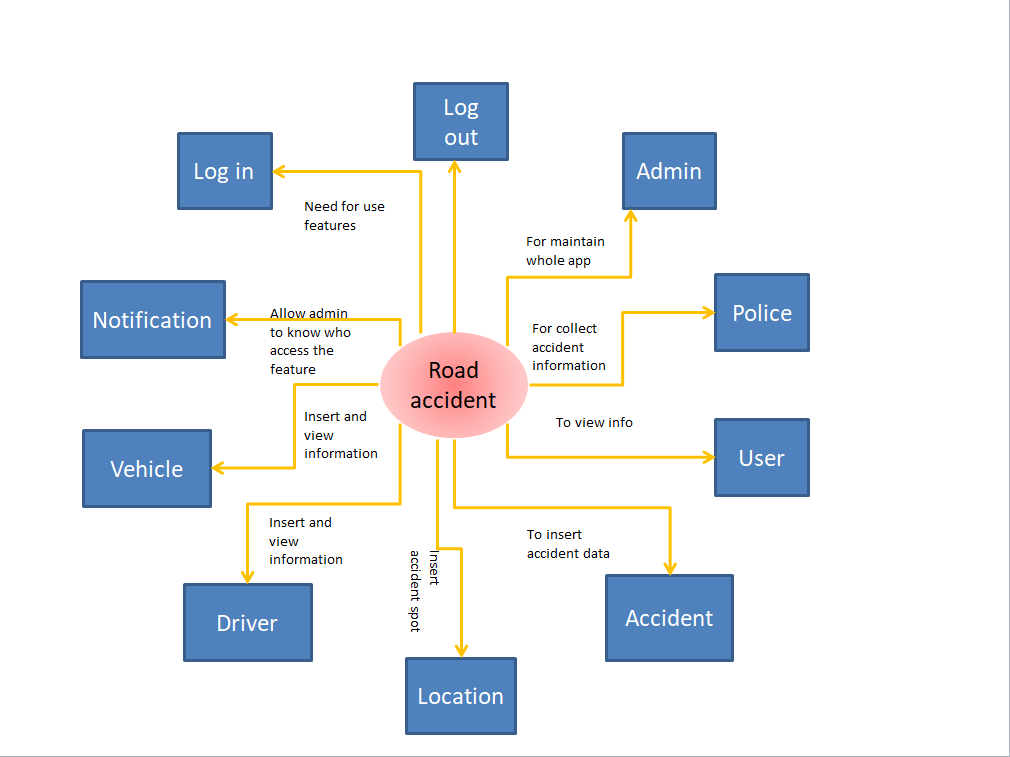 Log
out
Log in
Admin
Need for use
features
For maintain
whole app
Notification
Allow admin
to know who
access the
feature
Police
For collect
accident
information
Road
accident
Insert and
view
information
To view info
Vehicle
User
Insert and
view
information
To insert
accident data
Insert
accident spot
Driver
Accident
Location